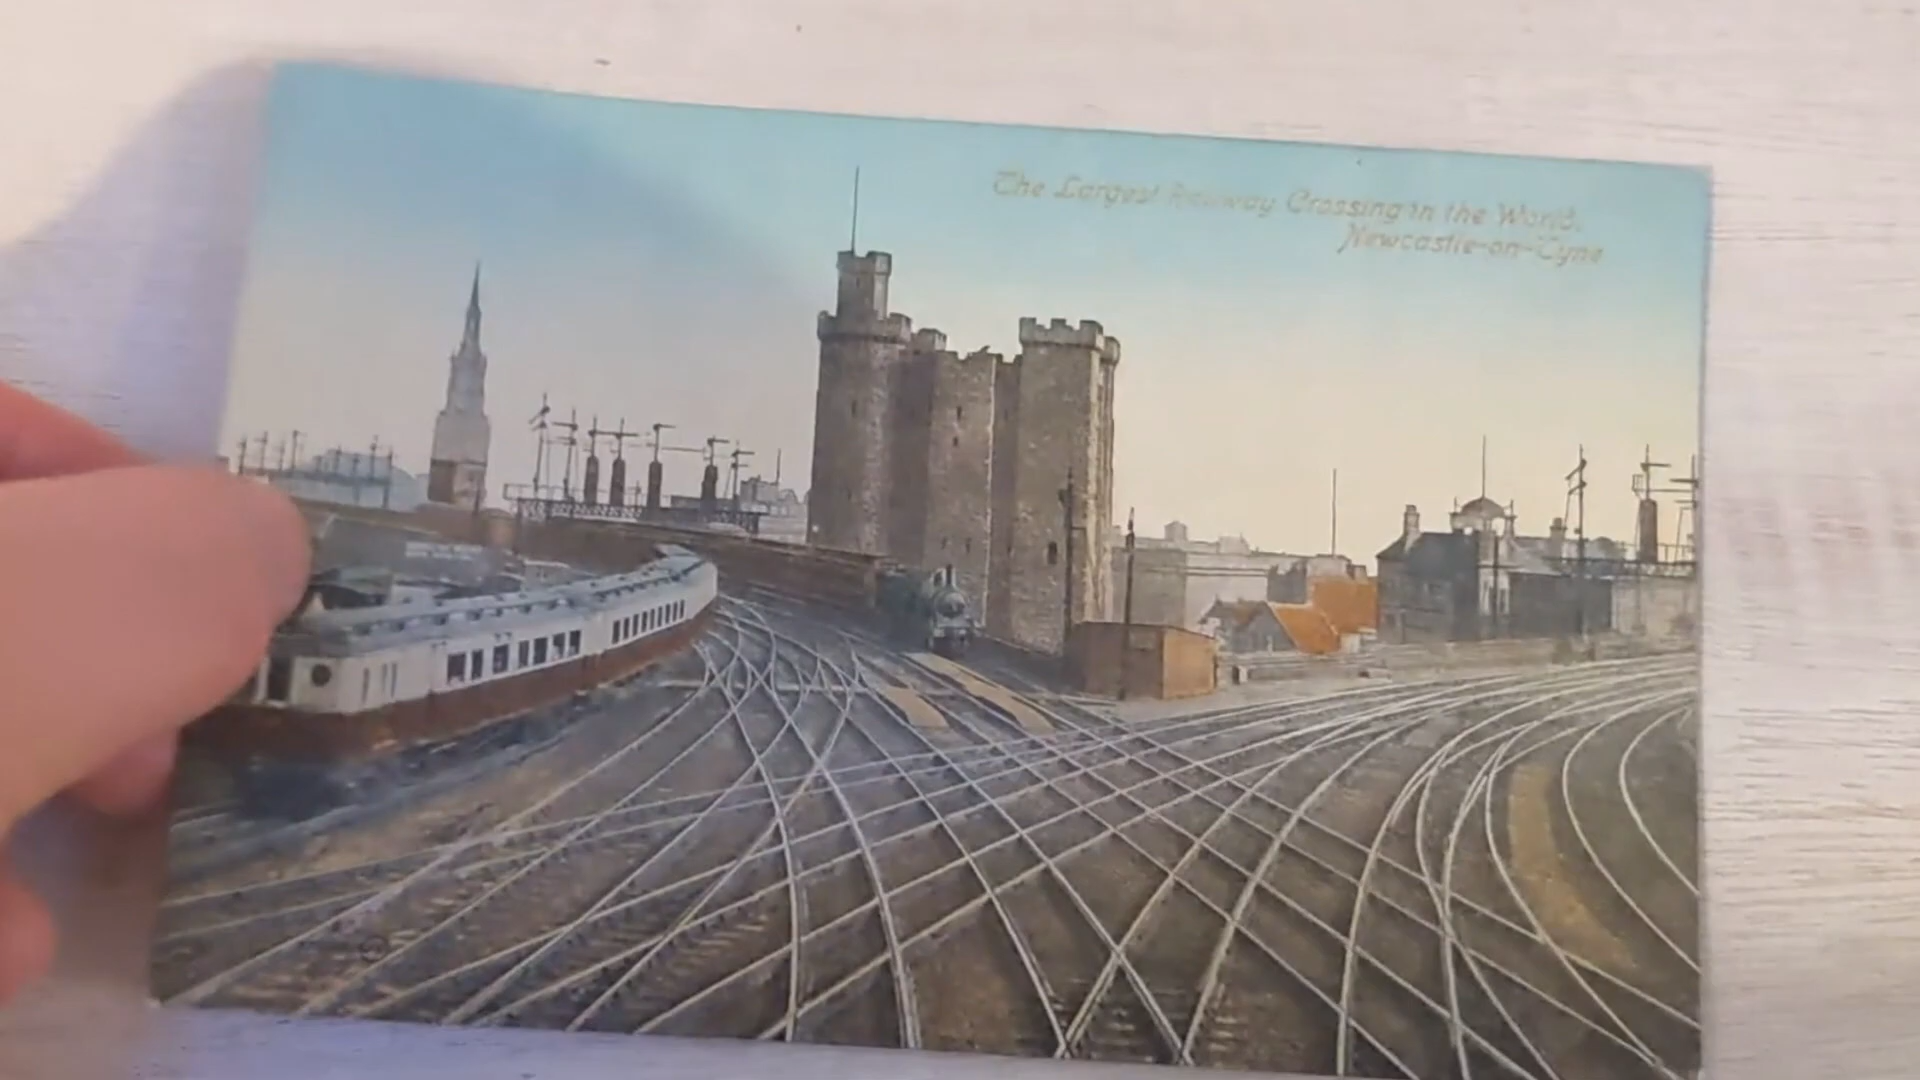 The Largest Railway Crossing in the World,
Newcastle-on-Tyne